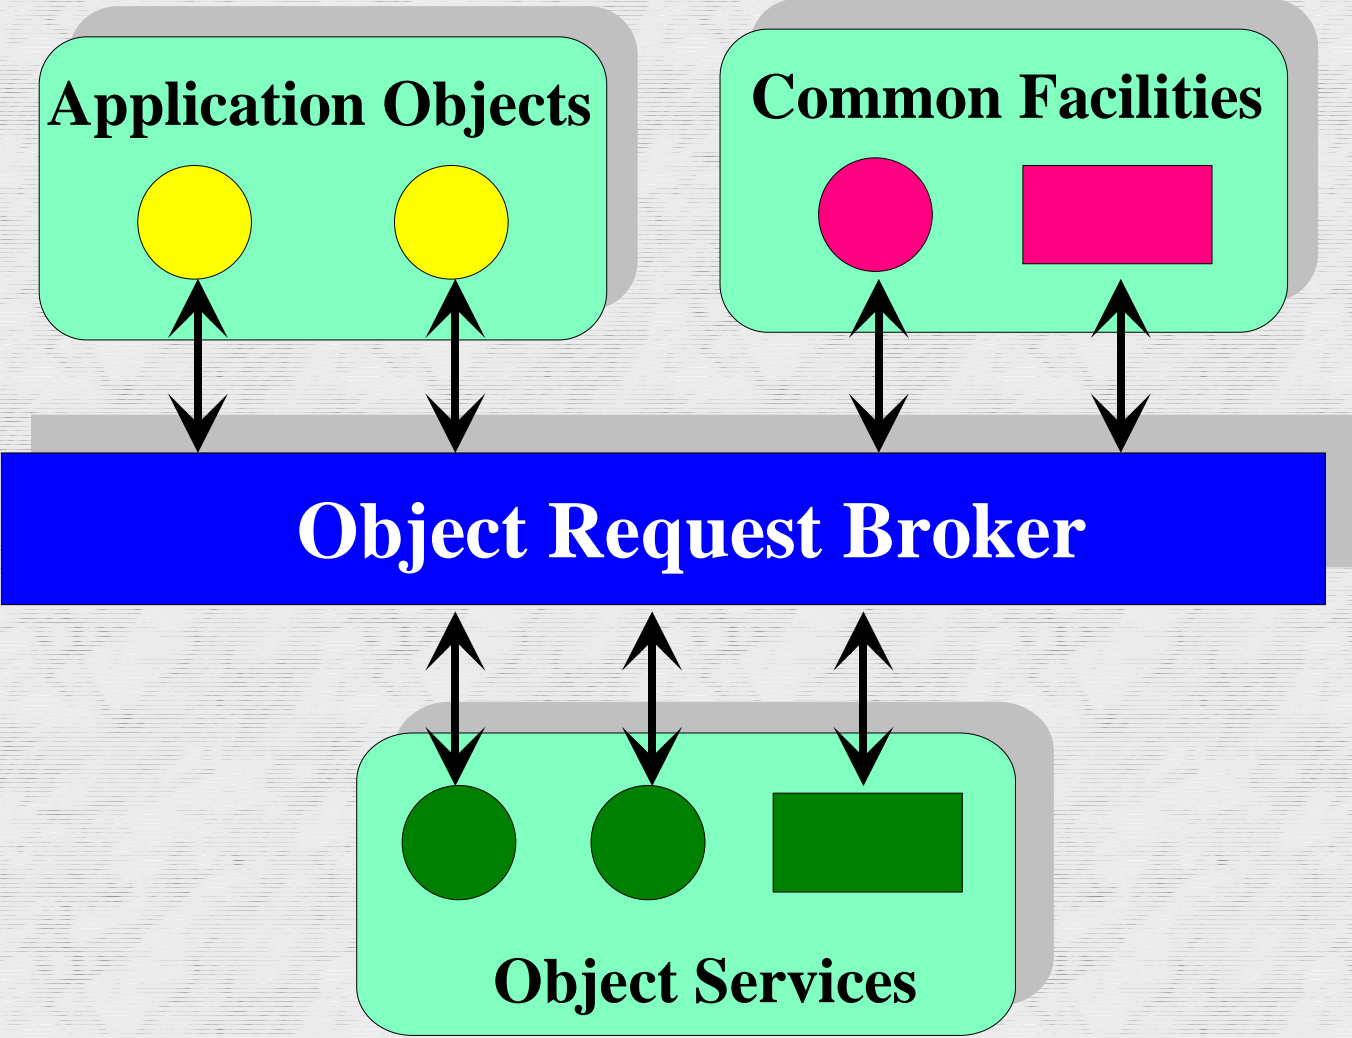 Application Objects
Common Facilities
Object Request Broker
Object Services